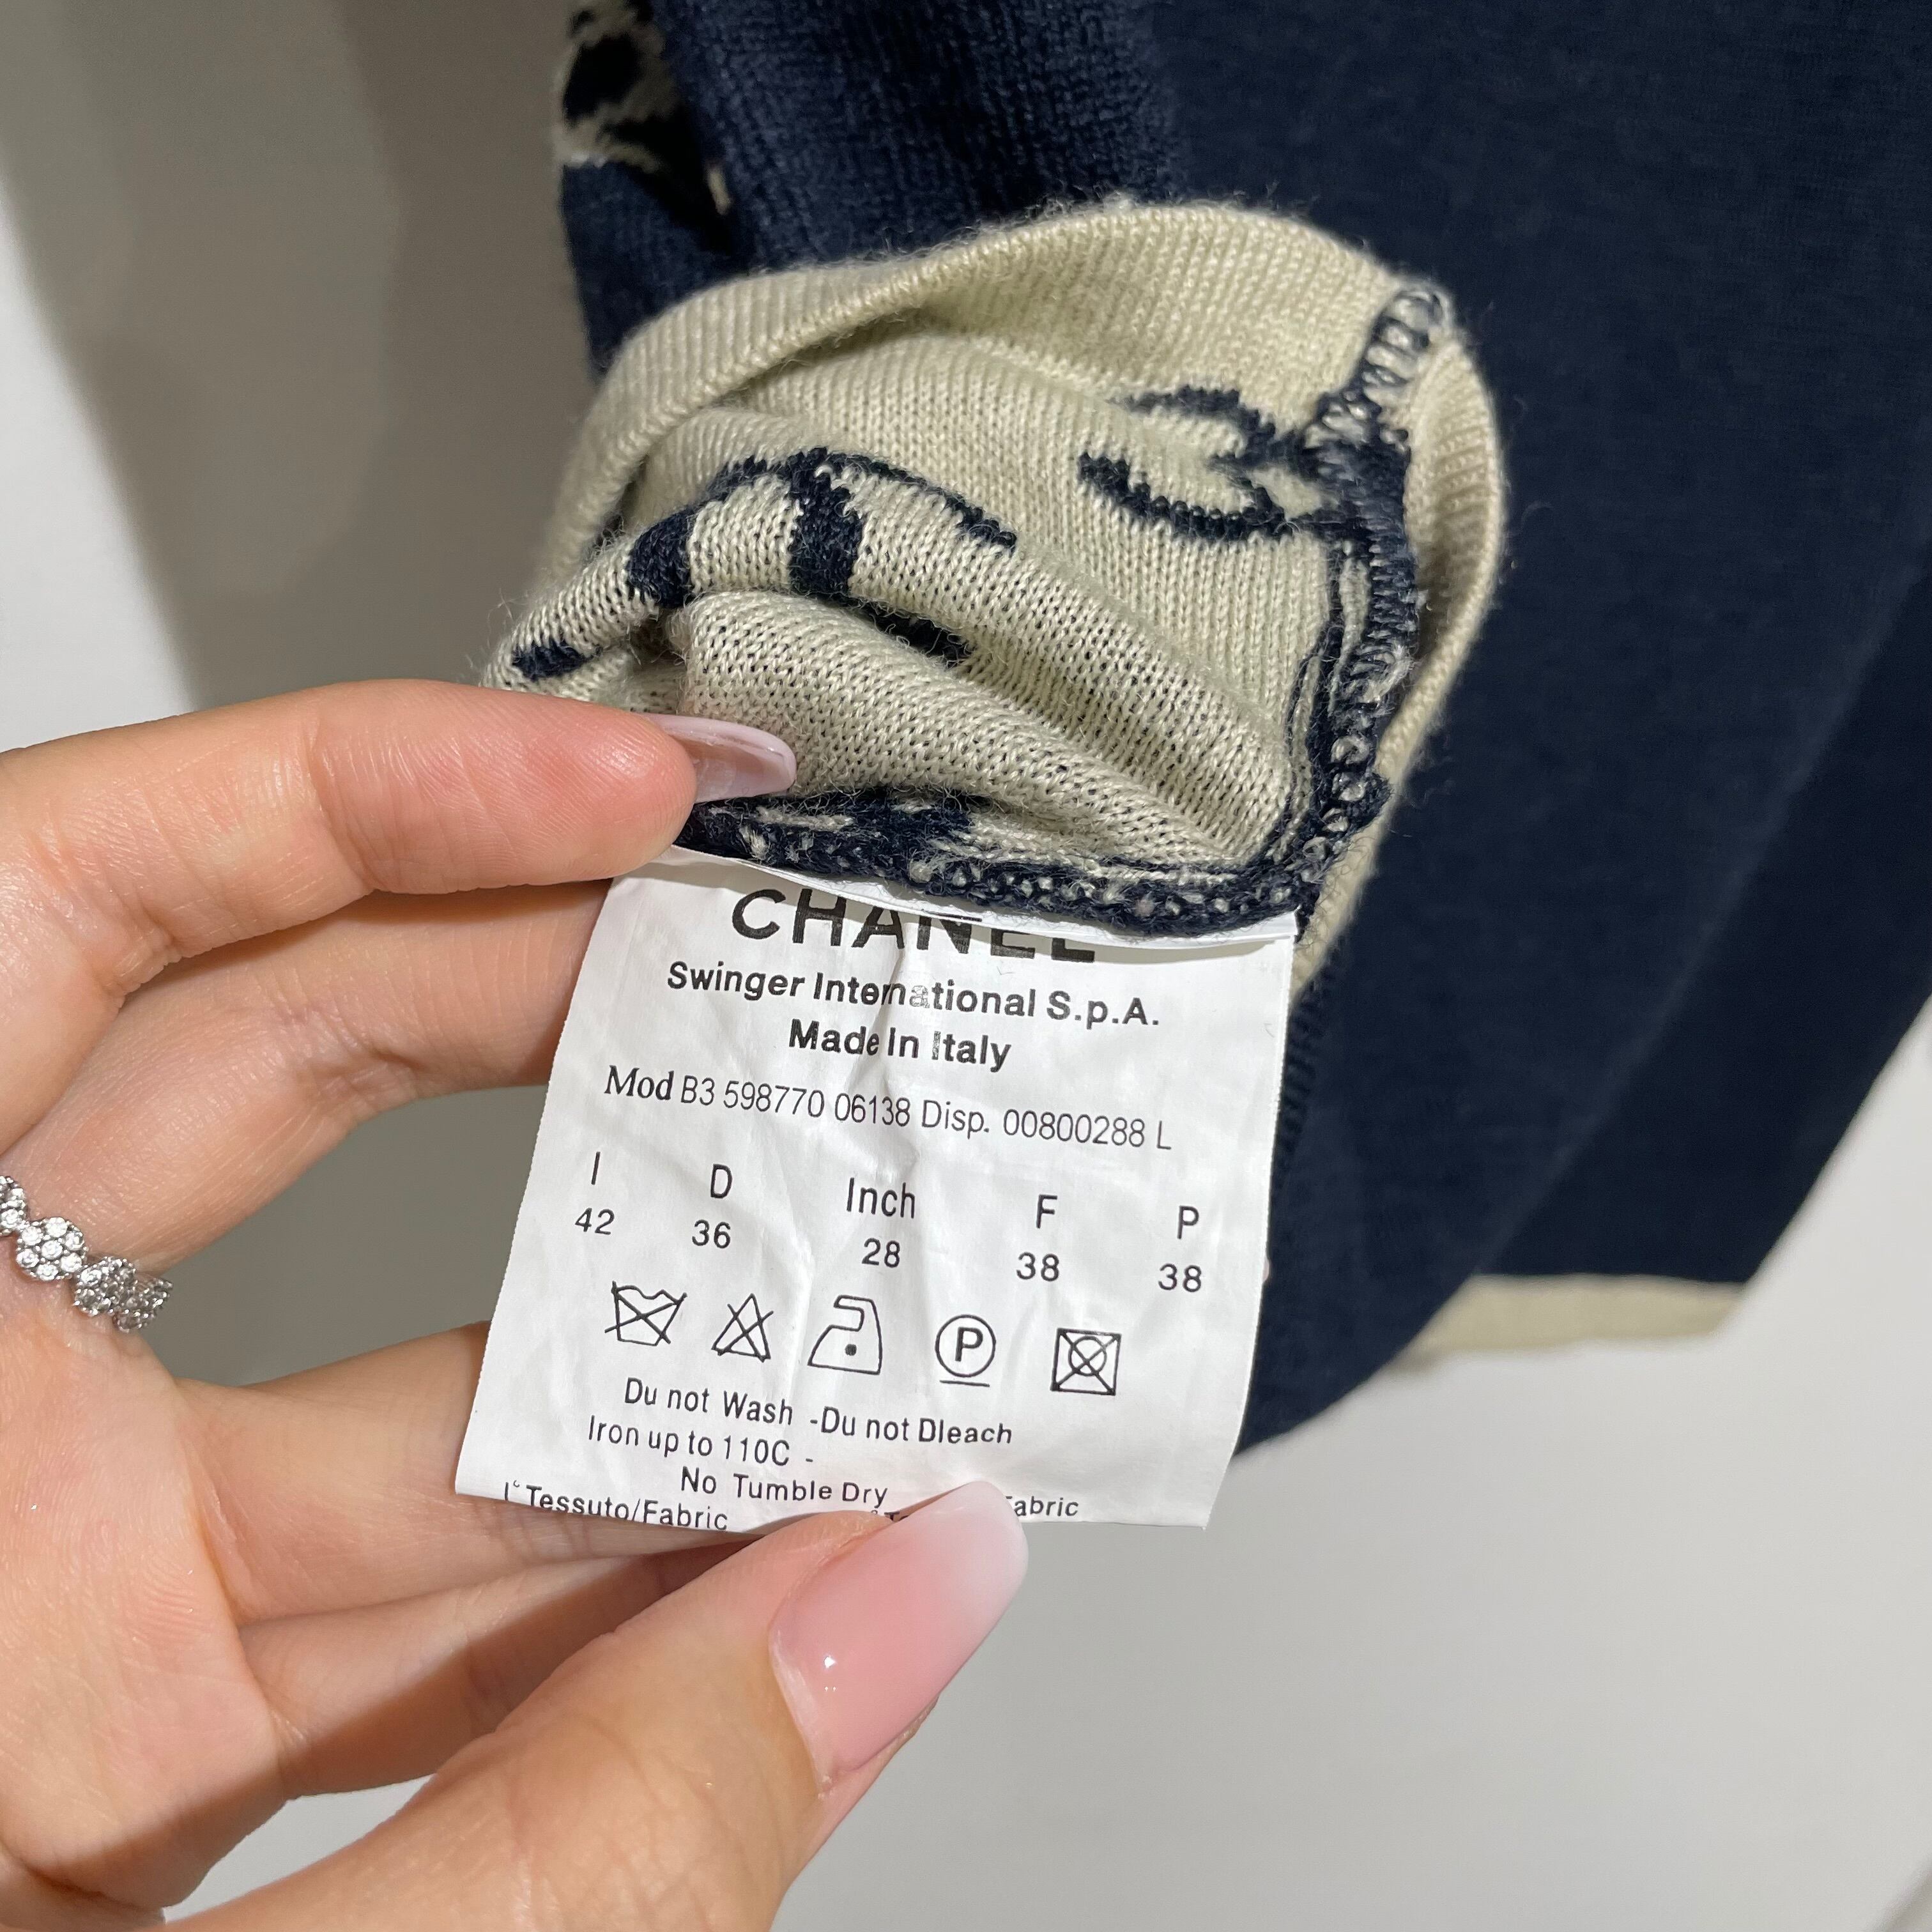 CHANEL
Swinger International S.p.A.
Made In Italy
Mod B3 598770 06138 Disp. 00800288 L
I D Inch F P
42 36 28 38 38
P
Du not Wash -Du not Dleach
Iron up to 110C -
No Tumble Dry
1° Tessuto/Fabric Fabric